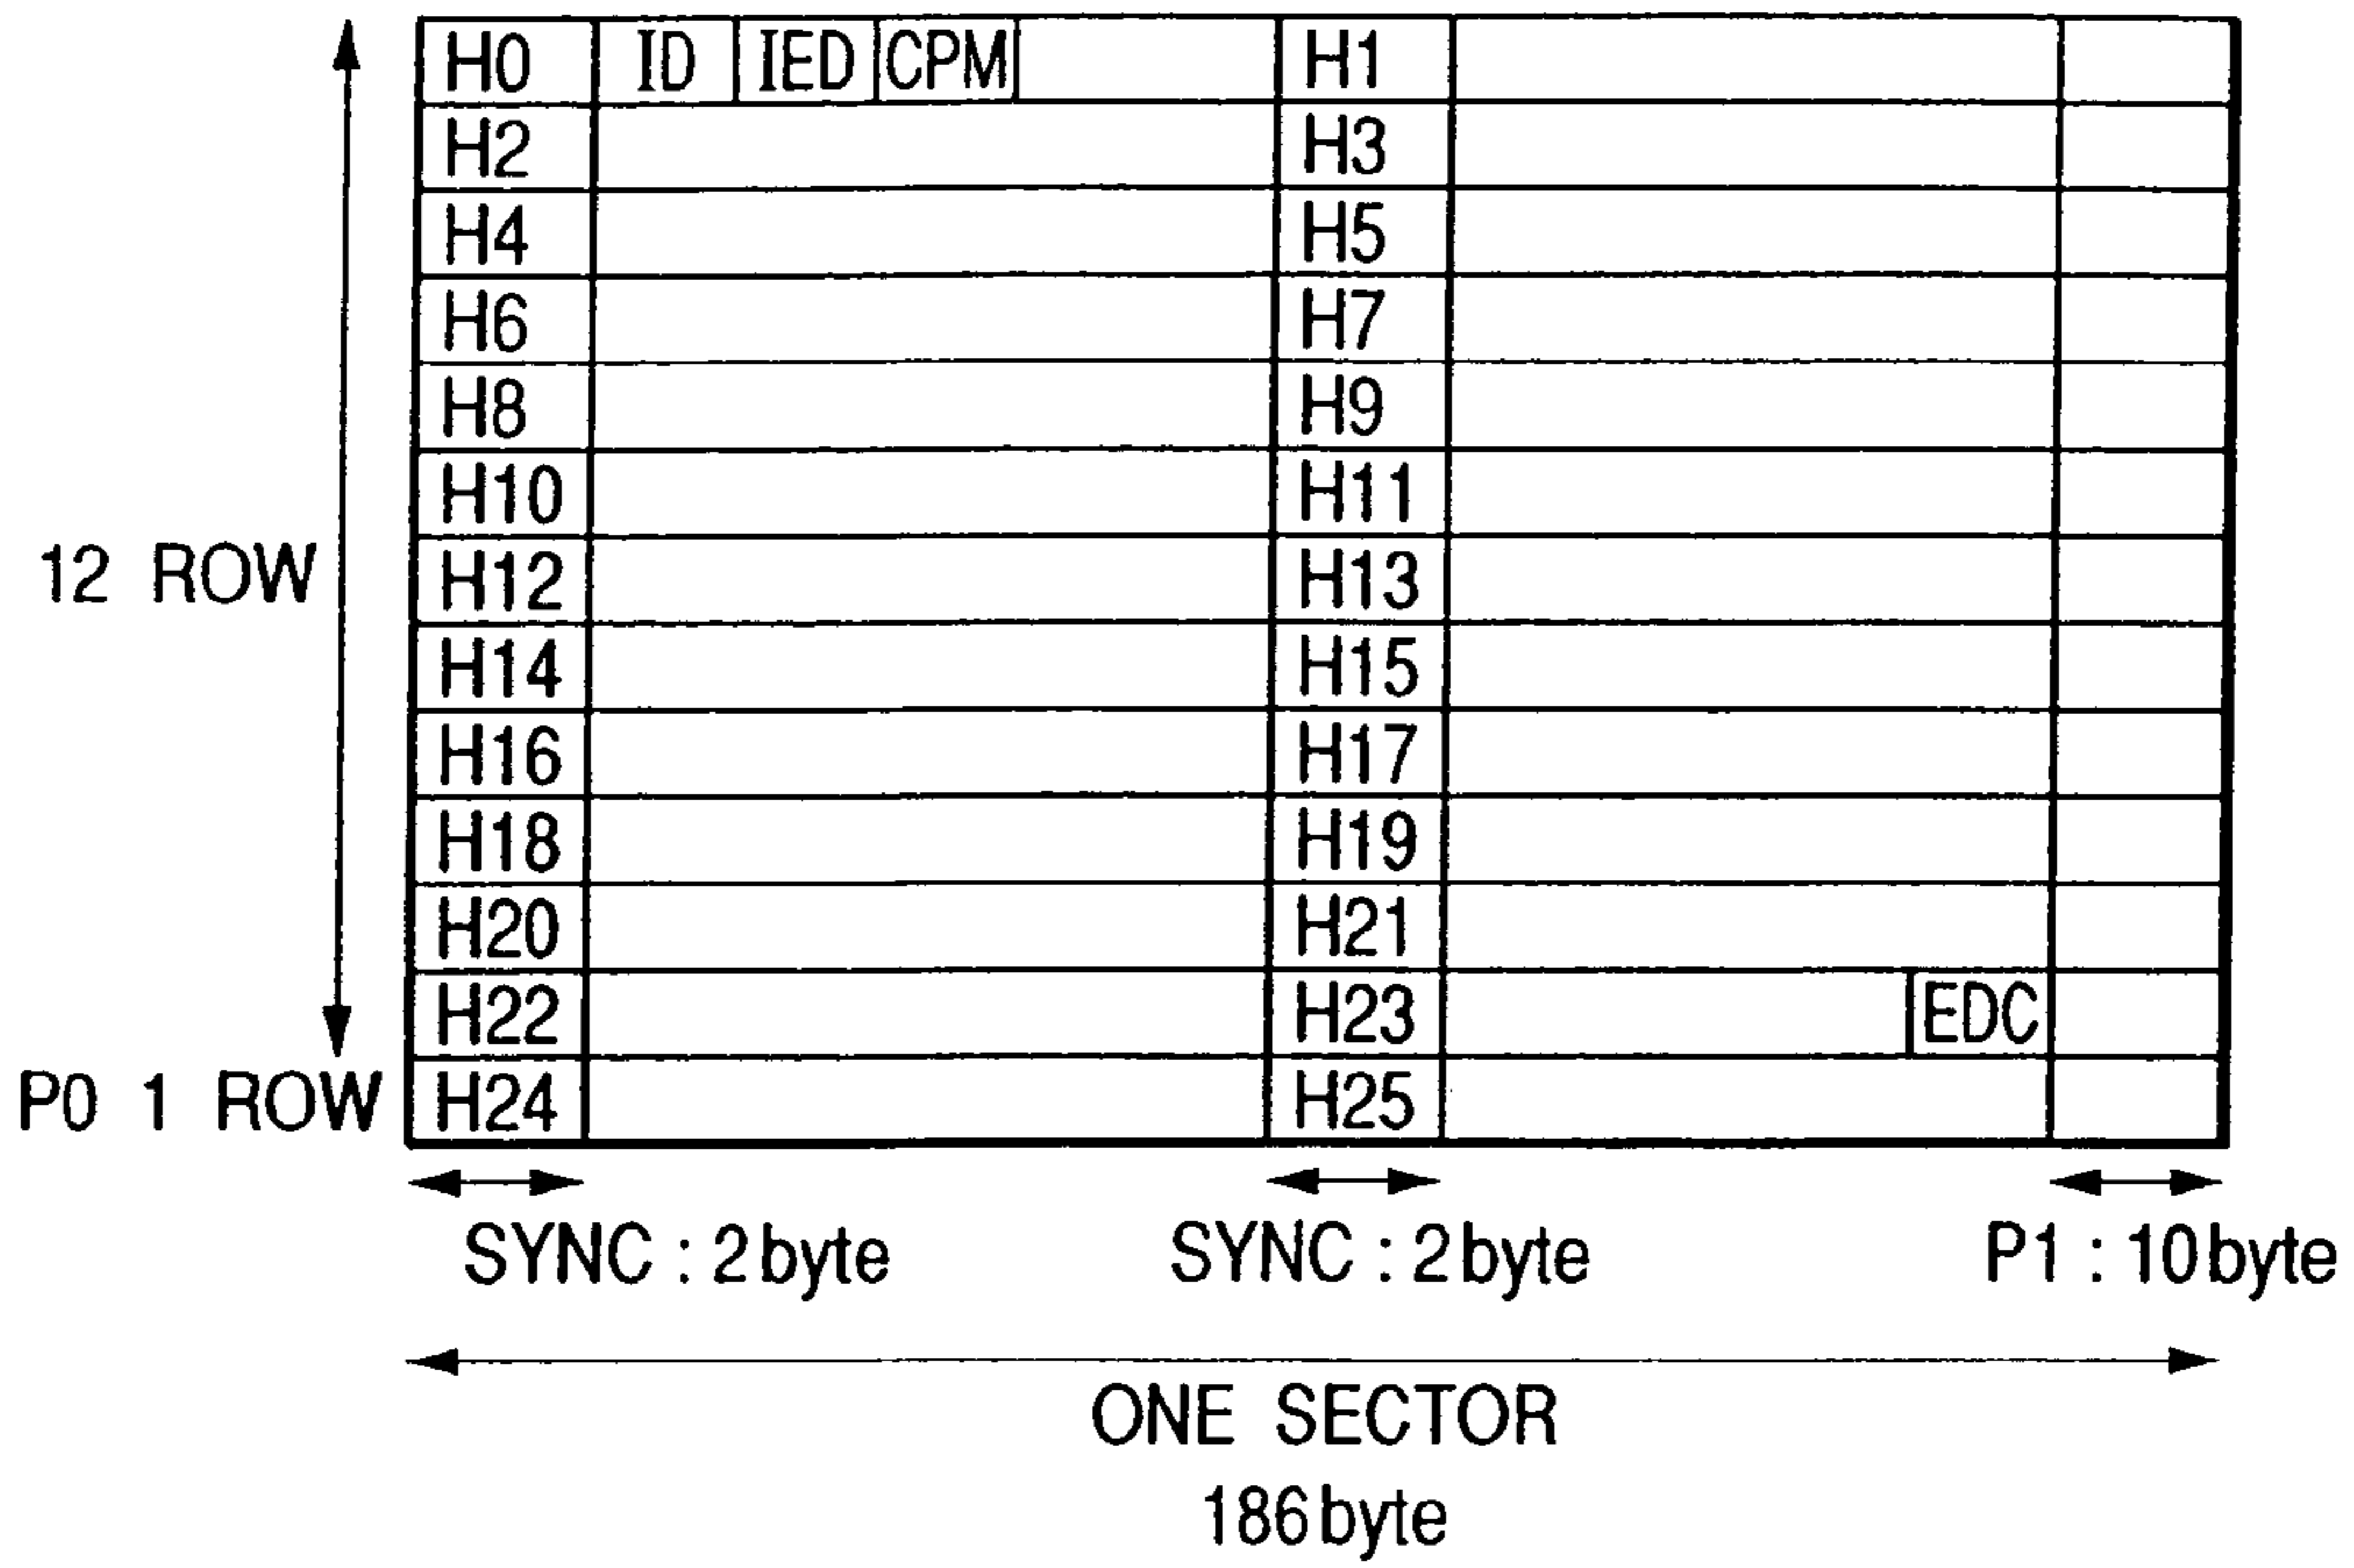 H0 ID IED CPM H1
H2 H3
H4 H5
H6 H7
H8 H9
H10 H11
12 ROW H12 H13
H14 H15
H16 H17
H18 H19
H20 H21
H22 H23 EDC
P0 1 ROW H24 H25
SYNC : 2 byte SYNC : 2 byte P1 : 10 byte
ONE SECTOR
186 byte